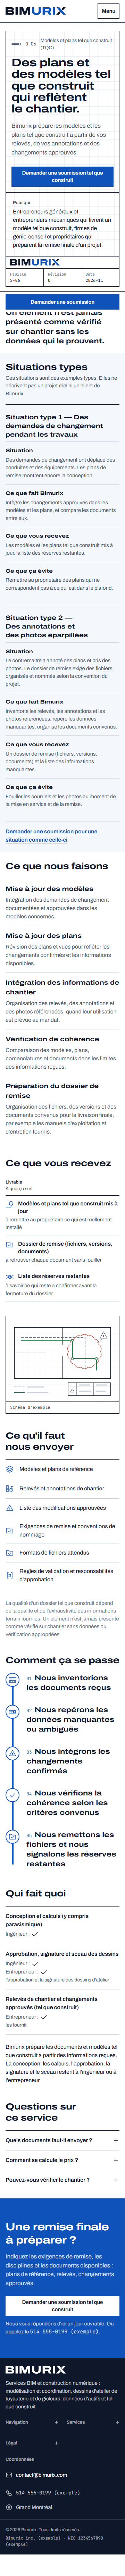 BIMURIX
Menu
Q-06
Modèles et plans tel que construit
(TQC)
Des plans et
des modèles tel
que construit
qui reflètent
le chantier.
Bimurix prépare les modèles et les
plans tel que construit à partir de vos
relevés, de vos annotations et des
changements approuvés.
Demander une soumission tel que
construit
Pour qui
Entrepreneurs généraux et
entrepreneurs mécaniques qui livrent un
modèle tel que construit, firmes de
génie-conseil et propriétaires qui
préparent la remise finale d'un projet.
BIMURIX
Feuille
Révision
Date
2026-11
Demander une soumission
présenté comme vérifié
sur chantier sans les
données qui le prouvent.
Situations types
Ces situations sont des exemples types. Elles ne
décrivent pas un projet réel ni un client de
Bimurix.
Situation type 1 — Des
demandes de changement
pendant les travaux
Situation
Des demandes de changement ont déplacé des
conduites et des équipements. Les plans de
salles mécaniques montrent encore la conception.
Ce que fait Bimurix
Intègre les changements approuvés dans les
modèles et les plans, et compare les documents
entre eux.
Ce que vous recevez
Les modèles et les plans tel que construits mis à
jour, la liste des réserves restantes.
Ce que ça évite
Remettre au propriétaire des plans qui ne
correspondent pas à ce qui est dans le plafond.
Situation type 2 —
Des annotations et
des photos éparpillées
Situation
La contremaître a annoté des plans et pris des
photos. Le dossier de remise exige des fichiers
organisés et nommés selon la convention du
projet.
Ce que fait Bimurix
Inventorie les relevés, les annotations et les
photos référencées, repère les données
manquantes, organise les documents convenus.
Ce que vous recevez
Un dossier de remise (fichiers, versions,
documents) et la liste des informations
manquantes.
Ce que ça évite
Fouiller les courriels et les photos au moment de
la mise en service et de la remise.
Demander une soumission pour une
situation comme celle-ci
Ce que nous faisons
Mise à jour des modèles
Intégration des demandes de changement
documentées et approuvées dans les
modèles concernés.
Mise à jour des plans
Révision des plans et vues pour refléter les
changements confirmés et les informations
disponibles.
Intégration des informations de
chantier
Organisation des relevés, des annotations et
des photos référencées, quand leur utilisation
est prévue au mandat.
Vérification de cohérence
Comparaison des modèles, plans,
nomenclatures et documents dans les limites
des informations reçues.
Préparation du dossier de
remise
Organisation des fichiers, des versions, des
documents convenus pour la livraison finale,
par exemple les manuels d'exploitation et
d'entretien fournis.
Ce que vous recevez
Livrable
À quoi ça sert
Modèles et plans tel que construit mis à
jour
à remettre au propriétaire ce qui est réellement
installé
Dossier de remise (fichiers, versions,
documents)
à retrouver chaque document sans fouiller
Liste des réserves restantes
à savoir ce qui reste à confirmer avant la
fermeture du dossier
Schéma d'exemple
Ce qu'il faut
nous envoyer
Modèles et plans de référence
Relevés et annotations de chantier
Liste des modifications approuvées
Exigences de remise et conventions de
nommage
Formats de fichiers attendus
Règles de validation et responsabilités
d'approbation
La qualité d'un dossier tel que construit dépend
de la qualité et de l'exhaustivité des informations
terrain fournies. Un élément n'est jamais présenté
comme vérifié sur chantier sans données ou
vérification appropriées.
Comment ça se passe
01 Nous inventorions
les documents reçus
02 Nous repérons les
données manquantes
ou ambiguës
03 Nous intégrons les
changements
confirmés
04 Nous vérifions la
cohérence selon les
critères convenus
05 Nous remettons les
fichiers et nous
signalons les réserves
restantes
Qui fait quoi
Conception et calculs (y compris
parasismique)
Ingénieur :
Approbation, signature et sceau des dessins
Ingénieur :
Entrepreneur :
l'approbation et la signature des dessins d'atelier
Relevés de chantier et changements
approuvés (tel que construit)
Entrepreneur :
les fournit
Bimurix prépare les modèles et documents tel
que construit à partir des informations reçues.
La conception, les calculs, l'approbation, la
signature et le sceau restent à l'ingénieur ou à
l'entrepreneur.
Questions sur
ce service
Quels documents faut-il envoyer ?
Comment se calcule le prix ?
Pouvez-vous vérifier le chantier ?
Une remise finale
à préparer ?
Indiquez les exigences de remise, les
disciplines et les documents disponibles :
plans de référence, relevés, changements
approuvés.
Demander une soumission tel que
construit
Nous vous répondons d'ici un jour ouvrable. Ou
appelez le 514 555-0199 (exemple).
BIMURIX
Services BIM et construction numérique :
modélisation et coordination, dessins d'atelier de
tuyauterie et de gicleurs, données d'actifs et tel
que construit.
Navigation
Services
Légal
Coordonnées
contact@bimurix.com
514 555-0199 (exemple)
Grand Montréal
© 2026 Bimurix. Tous droits réservés.
Bimurix inc. (exemple) · NEQ 1234567890
(exemple)